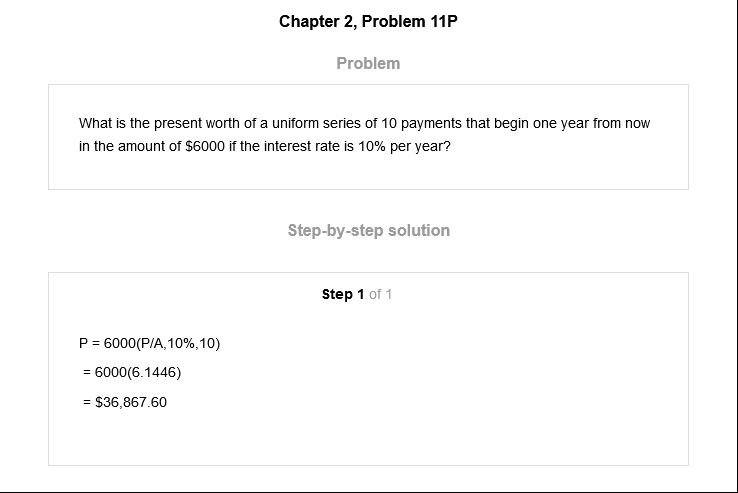 Chapter 2, Problem 11P
Problem
What is the present worth of a uniform series of 10 payments that begin one year from now
in the amount of $6000 if the interest rate is 10% per year?
Step-by-step solution
Step 1 of 1
P = 6000(P/A,10%,10)
= 6000(6.1446)
= $36,867.60